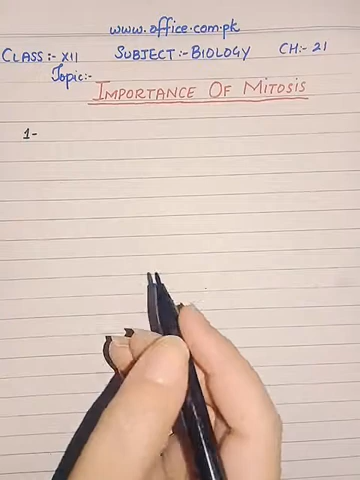 www.office.com.pk
CLASS :- XII SUBJECT :- BIOLOGY CH:- 21
Topic:-
IMPORTANCE OF MITOSIS
1-